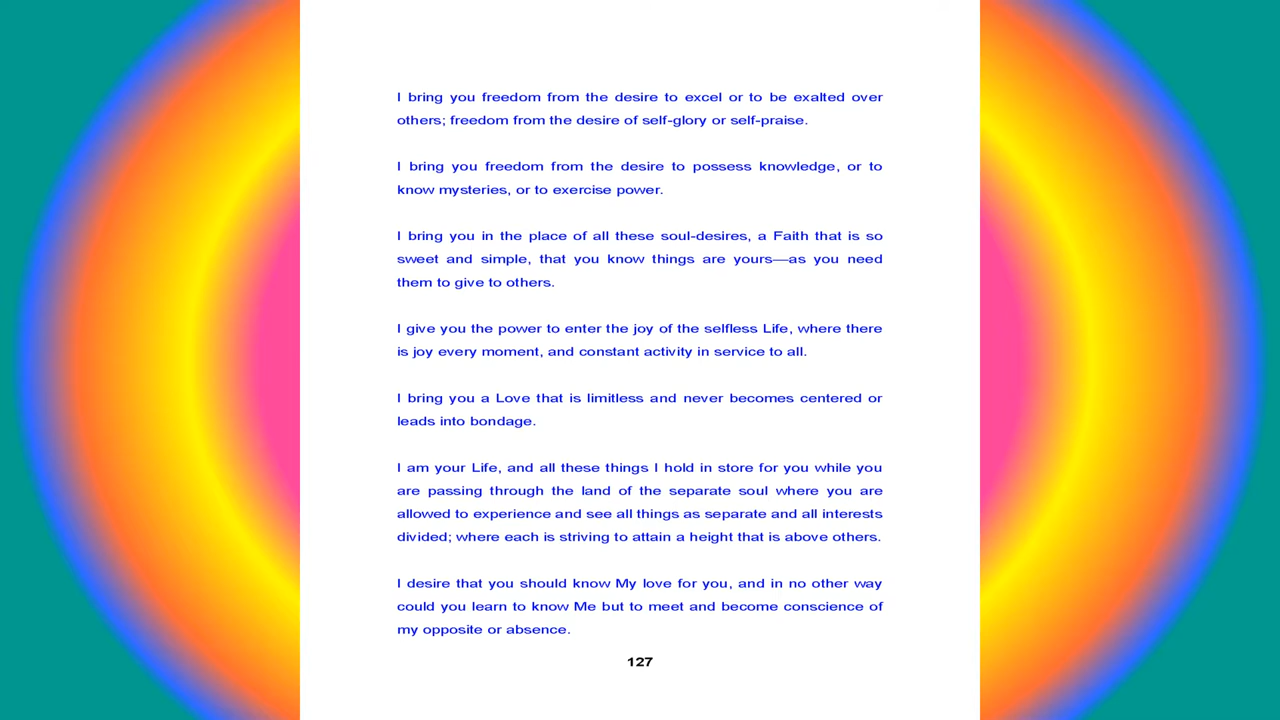 I bring you freedom from the desire to excel or to be exalted over
others; freedom from the desire of self-glory or self-praise.
I bring you freedom from the desire to possess knowledge, or to
know mysteries, or to exercise power.
I bring you in the place of all these soul-desires, a Faith that is so
sweet and simple, that you know things are yours—as you need
them to give to others.
I give you the power to enter the joy of the selfless Life, where there
is joy every moment, and constant activity in service to all.
I bring you a Love that is limitless and never becomes centered or
leads into bondage.
I am your Life, and all these things I hold in store for you while you
are passing through the land of the separate soul where you are
allowed to experience and see all things as separate and all interests
divided; where each is striving to attain a height that is above others.
I desire that you should know My love for you, and in no other way
could you learn to know Me but to meet and become conscience of
my opposite or absence.
127